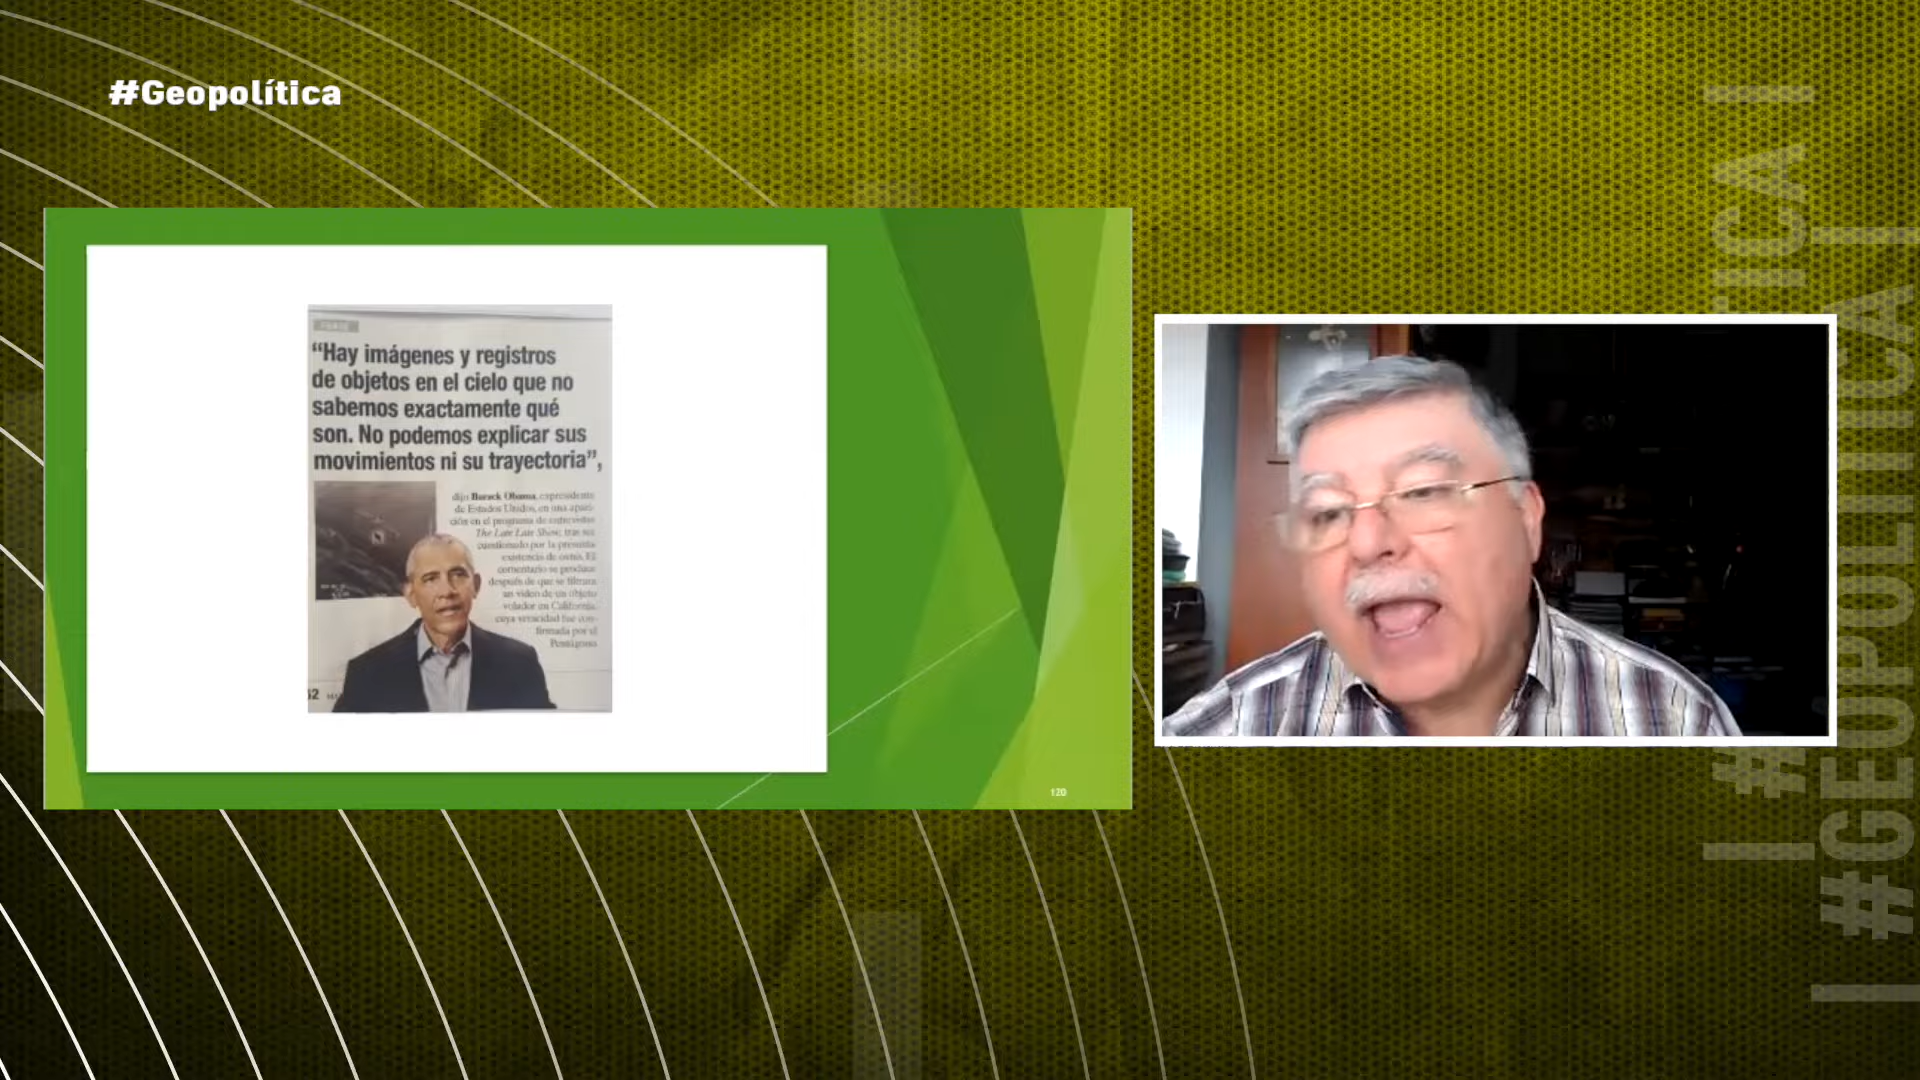 #Geopolítica
“Hay imágenes y registros
de objetos en el cielo que no
sabemos exactamente qué
son. No podemos explicar sus
movimientos ni su trayectoria”,
dijo Barack Obama, expresidente
de Estados Unidos, en una apari-
ción en el programa de entrevistas
The Late Late Show, tras ser
cuestionado por la presunta
existencia de ovnis. El
comentario se produce
después de que se filtrara
un video de un objeto
volador en California,
cuya veracidad fue con-
firmada por el
Pentágono
62
120
TICA |
| #
| #GEOPOLITICA |